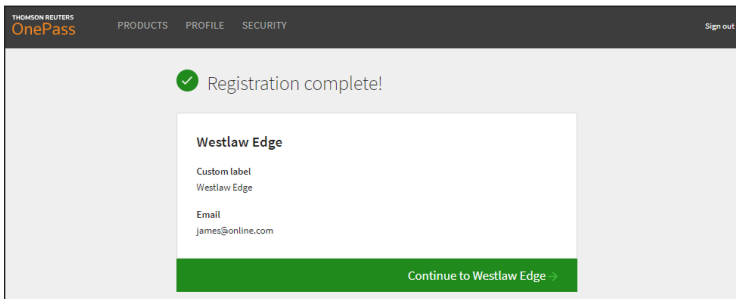 THOMSON REUTERS
OnePass
PRODUCTS PROFILE SECURITY
Sign out
Registration complete!
Westlaw Edge
Custom label
Westlaw Edge
Email
james@online.com
Continue to Westlaw Edge →